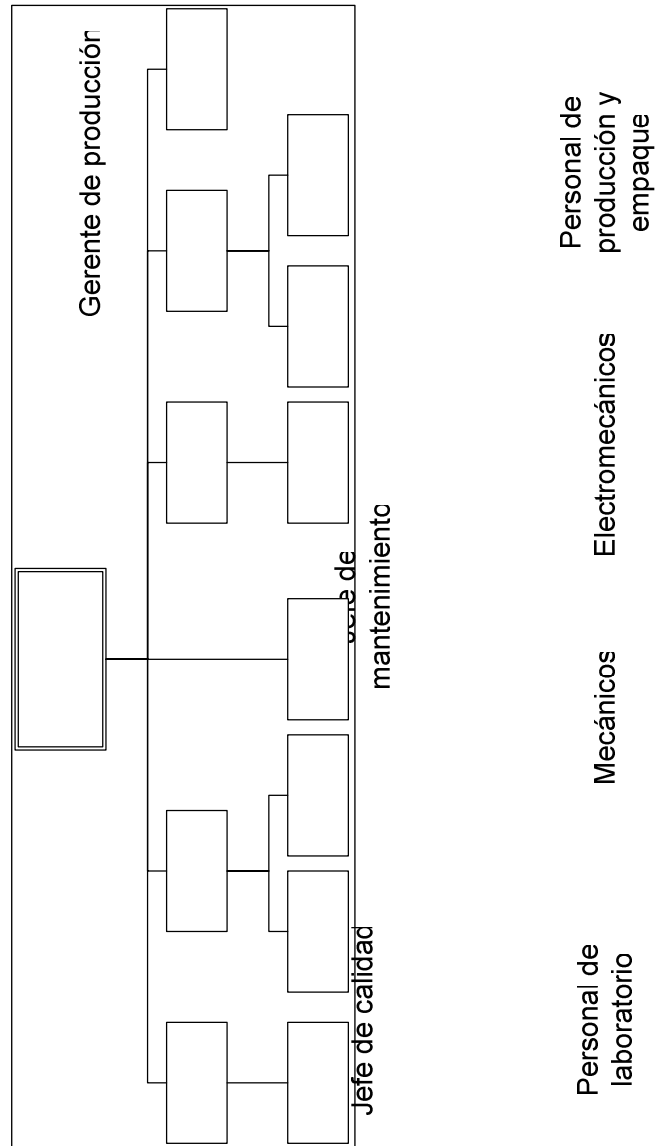 Gerente de producción
Jefe de
mantenimiento
Jefe de calidad
Personal de
producción y
empaque
Electromecánicos
Mecánicos
Personal de
laboratorio